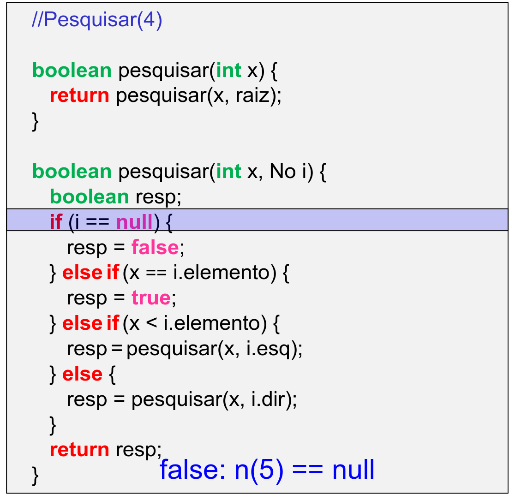 //Pesquisar(4)
boolean pesquisar(int x) {
return pesquisar(x, raiz);
}
boolean pesquisar(int x, No i) {
boolean resp;
if (i == null) {
resp = false;
} else if (x == i.elemento) {
resp = true;
} else if (x < i.elemento) {
resp = pesquisar(x, i.esq);
} else {
resp = pesquisar(x, i.dir);
}
return resp;
}
false: n(5) == null